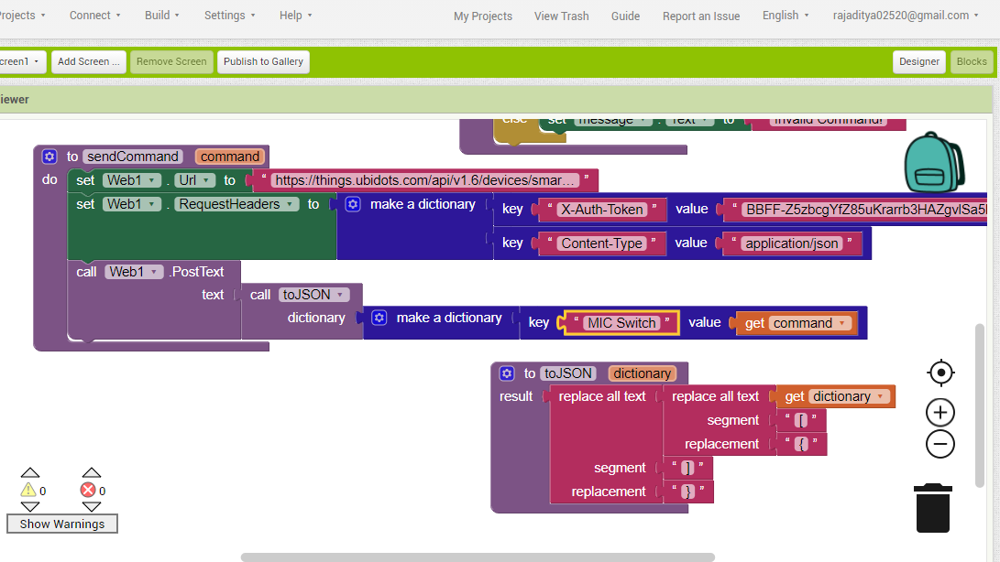 rojects Connect Build Settings Help My Projects View Trash Guide Report an Issue English rajaditya02520@gmail.com
creen1 Add Screen ... Remove Screen Publish to Gallery Designer Blocks
iewer
else set message . Text to "Invalid Command!
to sendCommand command
do set Web1 . Url to " https://things.ubidots.com/api/v1.6/devices/smar... "
set Web1 . RequestHeaders to make a dictionary key " X-Auth-Token " value
key " Content-Type " value " application/json "
call Web1 .PostText
text call toJSON
dictionary make a dictionary key " MIC Switch " value get command
to toJSON dictionary
result replace all text replace all text get dictionary
segment " [ "
replacement " { "
segment " ] "
replacement " } "
0 0
Show Warnings